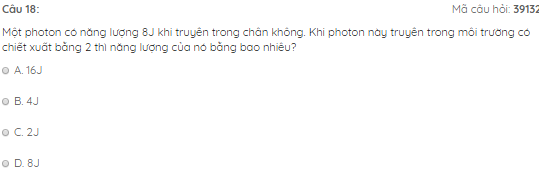 Câu 18: Mã câu hỏi: 39132
Một photon có năng lượng 8J khi truyên trong chân không. Khi photon này truyên trong môi trường có
chiết xuất bằng 2 thì năng lượng của nó bằng bao nhiêu?
A. 16J
B. 4J
C. 2J
D. 8J